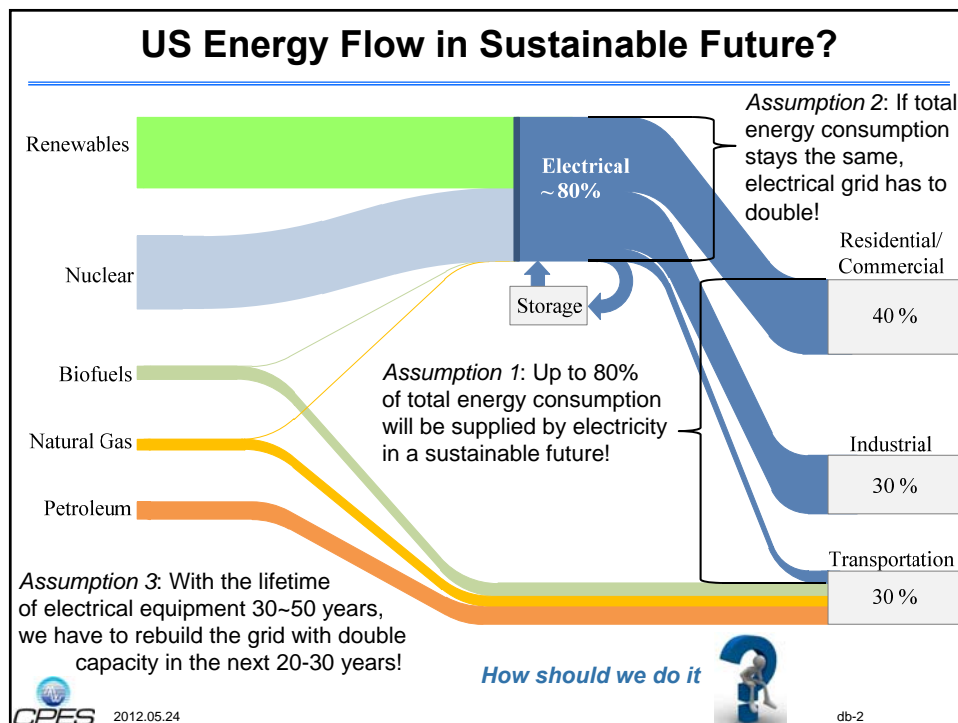 US Energy Flow in Sustainable Future?
Assumption 2: If total
energy consumption
stays the same,
electrical grid has to
double!
Renewables
Electrical
~ 80%
Nuclear
Storage
Residential/
Commercial
40 %
Biofuels
Assumption 1: Up to 80%
of total energy consumption
will be supplied by electricity
in a sustainable future!
Natural Gas
Industrial
30 %
Petroleum
Transportation
30 %
Assumption 3: With the lifetime
of electrical equipment 30~50 years,
we have to rebuild the grid with double
capacity in the next 20-30 years!
How should we do it
CPES
2012.05.24
db-2